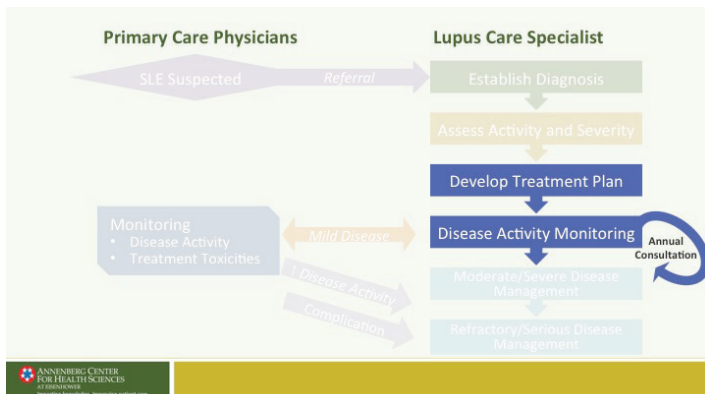 Primary Care Physicians
Lupus Care Specialist
SLE Suspected
Referral
Establish Diagnosis
Assess Activity and Severity
Develop Treatment Plan
Monitoring
• Disease Activity
• Treatment Toxicities
Mild Disease
Disease Activity Monitoring
Annual
Consultation
↑ Disease Activity
Moderate/Severe Disease
Management
Complication
Refractory/Serious Disease
Management
ANNENBERG CENTER
FOR HEALTH SCIENCES
AT EISENHOWER